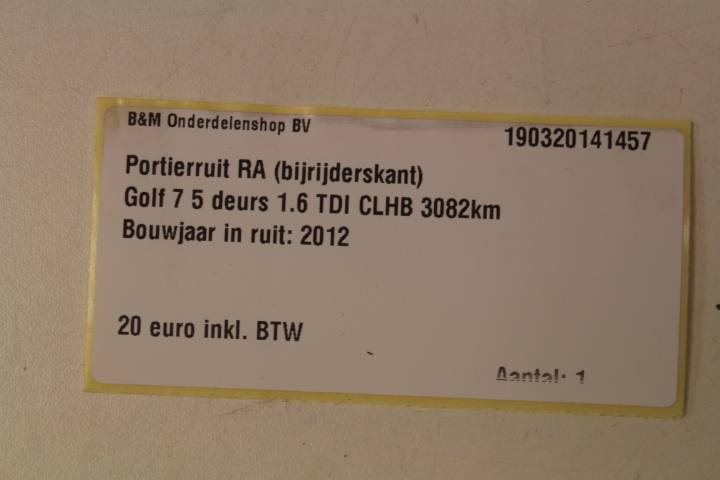 B&M Onderdelenshop BV
190320141457
Portierruit RA (bijrijderskant)
Golf 7 5 deurs 1.6 TDI CLHB 3082km
Bouwjaar in ruit: 2012
20 euro inkl. BTW
Aantal: 1